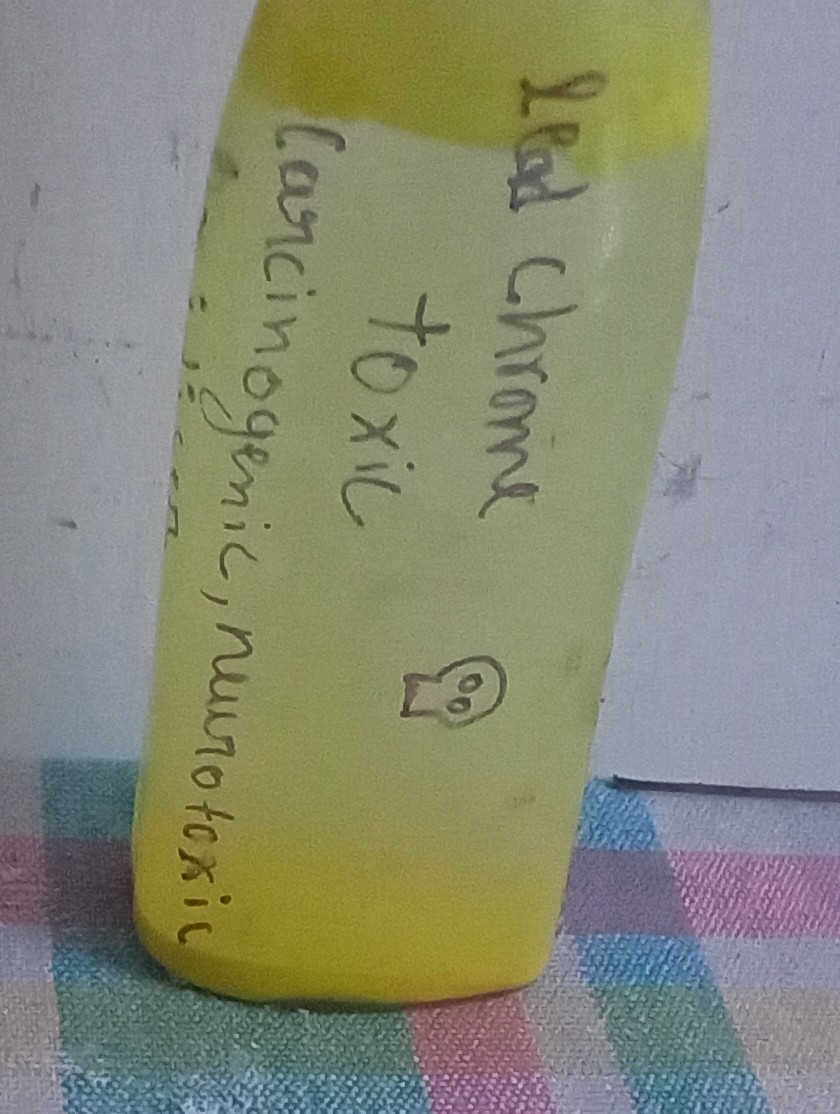 lead chrome
toxic
Carcinogenic, neurotoxic